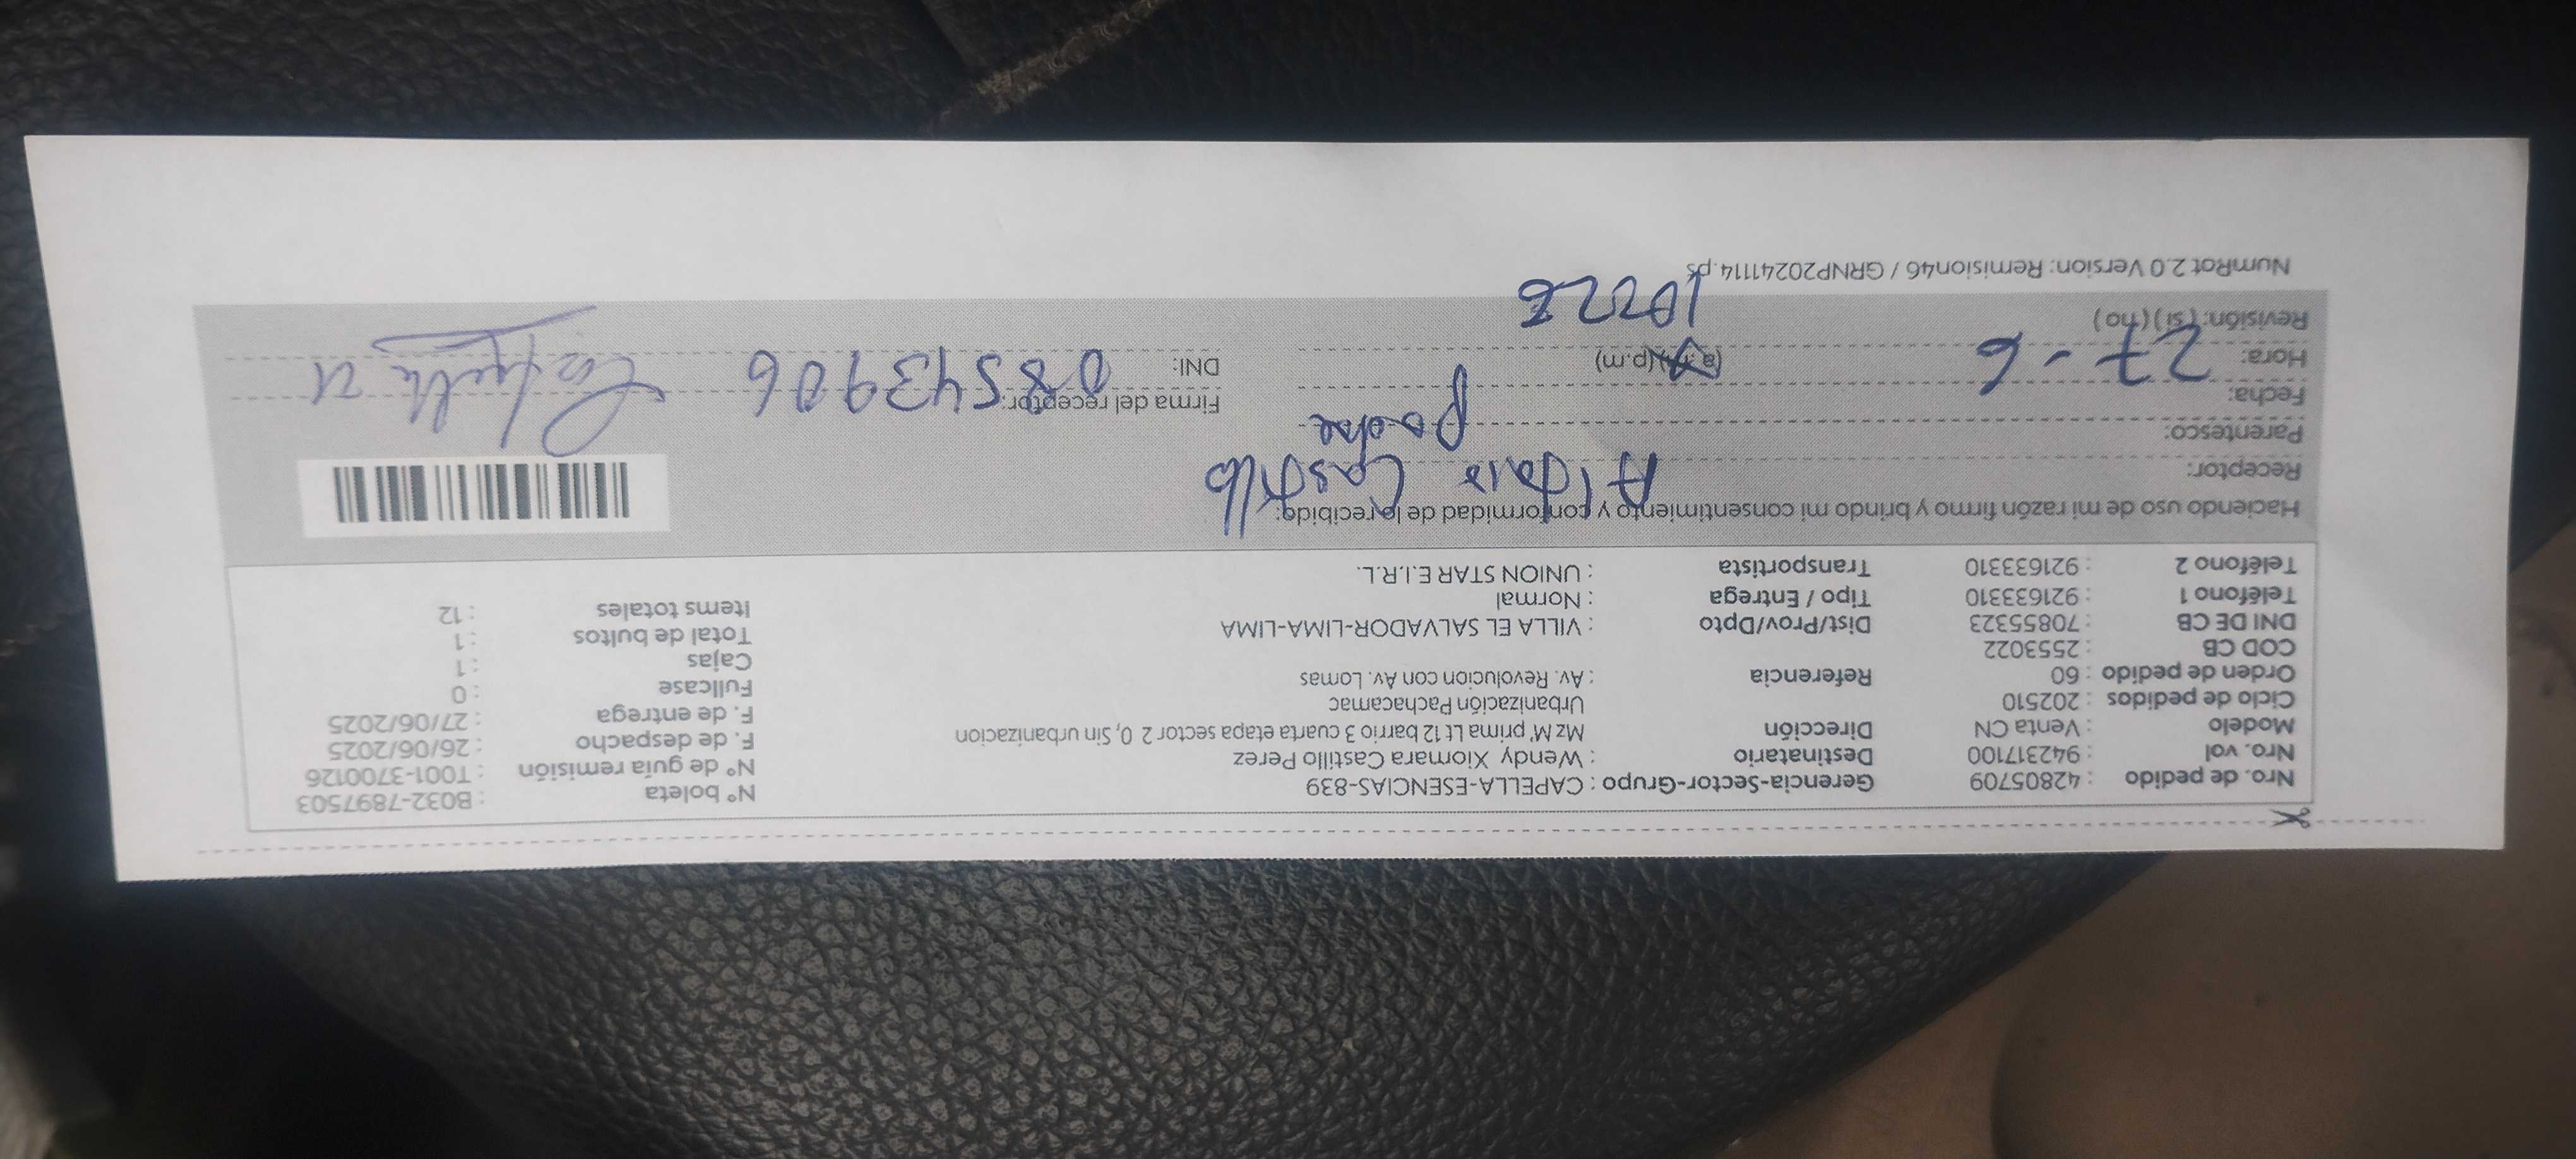 Nro. de pedido : 42805709 Gerencia-Sector-Grupo : CAPELLA-ESENCIAS-839 N° boleta : B032-7897503
Nro. vol : 942317100 Destinatario : Wendy Xiomara Castillo Perez N° de guía remisión : T001-3700126
Modelo : Venta CN Dirección Mz M' prima Lt 12 barrio 3 cuarta etapa sector 2 0, Sin urbanizacion F. de despacho : 26/06/2025
Ciclo de pedidos : 202510 Urbanización Pachacamac F. de entrega : 27/06/2025
Orden de pedido : 60 Referencia : Av. Revolucion con Av. Lomas Fullcase : 0
COD CB : 2553022 Cajas : 1
DNI DE CB : 70855323 Dist/Prov/Dpto : VILLA EL SALVADOR-LIMA-LIMA Total de bultos : 1
Teléfono 1 : 921633310 Tipo / Entrega : Normal Items totales : 12
Teléfono 2 : 921633310 Transportista : UNION STAR E.I.R.L.
Haciendo uso de mi razón firmo y brindo mi consentimiento y conformidad de lo recibido:
Receptor: Castillo
Parentesco: padre
Fecha: Firma del receptor:
Hora: 27-6 (a.m)(p.m) DNI: 08543906
Revisión: (si) (no)
NumRot 2.0 Version: Remision46 / GRNP20241114.ps